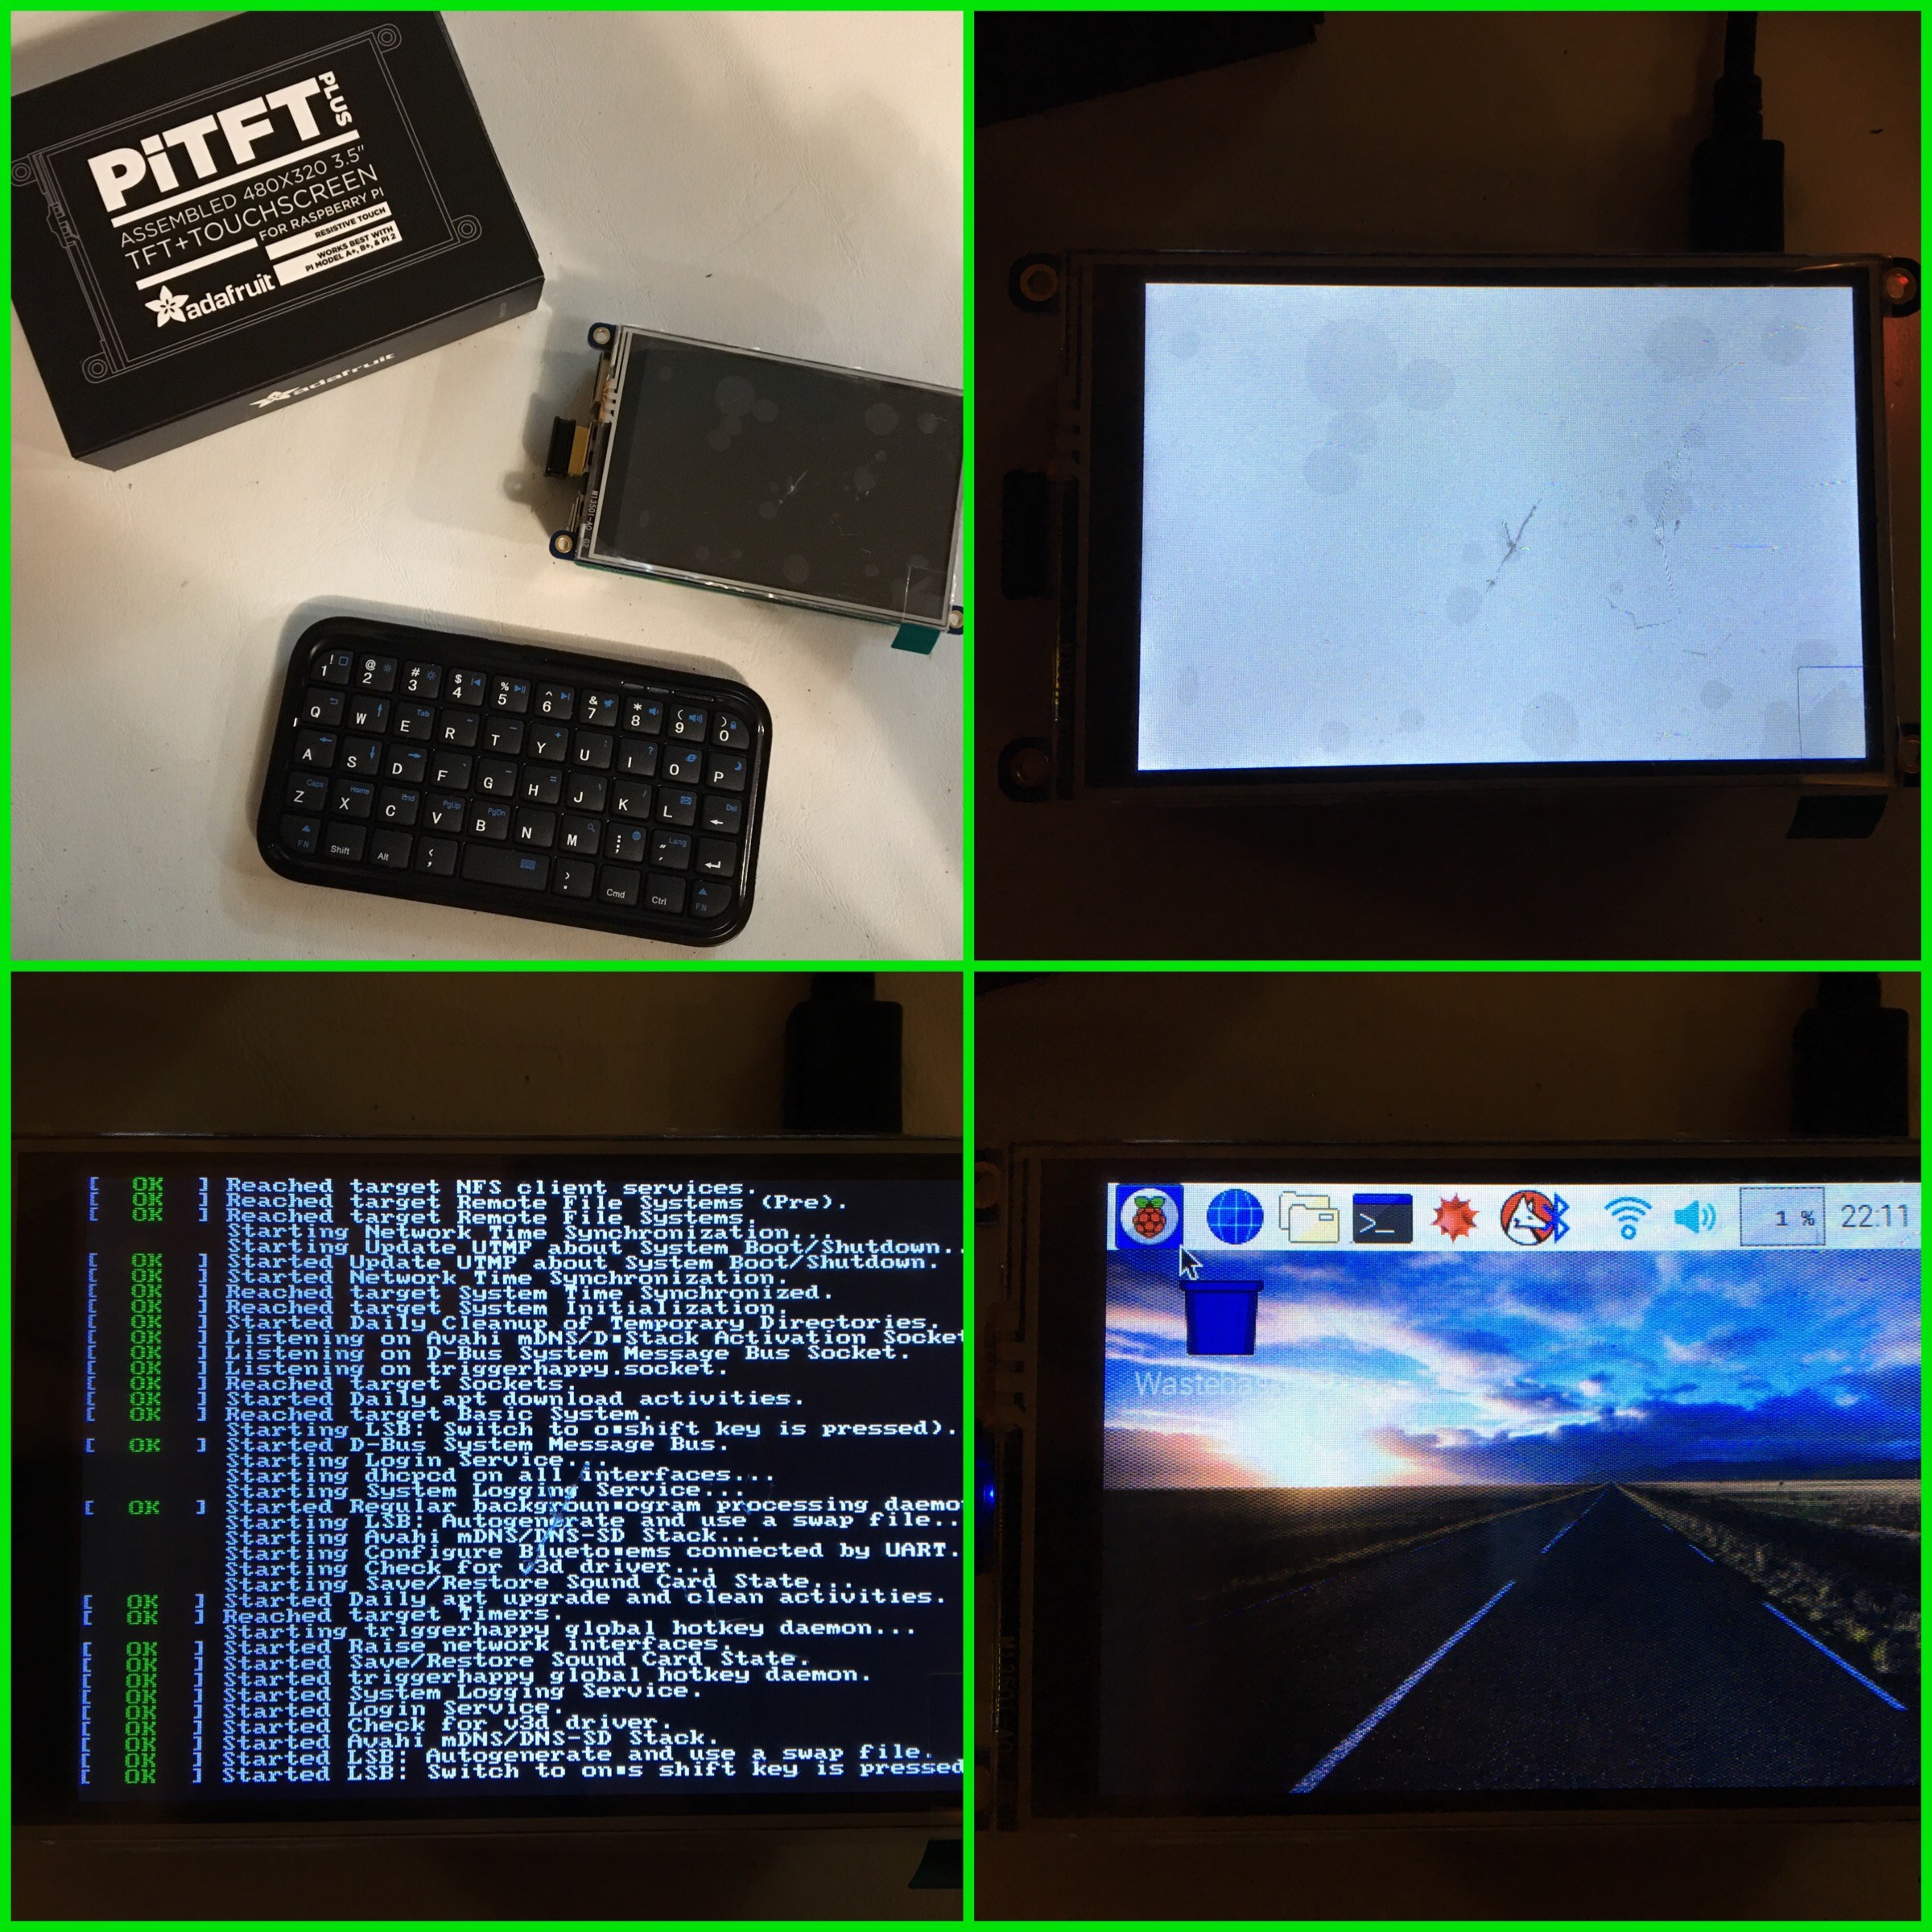 PiTFT PLUS
ASSEMBLED 480X320 3.5"
TFT+TOUCHSCREEN
FOR RASPBERRY PI
RESISTIVE TOUCH
WORKS BEST WITH
PI MODEL A+, B+, & PI 2
adafruit
adafruit
! 1 @ 2 # 3 $ 4 % 5 ^ 6 & 7 * 8 ( 9 ) 0
Q W E Tab R T Y U I ? O P
A S D F G H J K L
Z Caps X Home C End V PgUp B PgDn N M ; Lang Del
FN Shift Alt < , > . Cmd Ctrl FN
[ OK ] Reached target NFS client services.
[ OK ] Reached target Remote File Systems (Pre).
[ OK ] Reached target Remote File Systems.
Starting Network Time Synchronization...
Starting Update UTMP about System Boot/Shutdown..
[ OK ] Started Update UTMP about System Boot/Shutdown.
[ OK ] Started Network Time Synchronization.
[ OK ] Reached target System Time Synchronized.
[ OK ] Reached target System Initialization.
[ OK ] Started Daily Cleanup of Temporary Directories.
[ OK ] Listening on Avahi mDNS/D▪Stack Activation Socket
[ OK ] Listening on D-Bus System Message Bus Socket.
[ OK ] Listening on triggerhappy.socket.
[ OK ] Reached target Sockets.
[ OK ] Started Daily apt download activities.
[ OK ] Reached target Basic System.
Starting LSB: Switch to o▪shift key is pressed).
[ OK ] Started D-Bus System Message Bus.
Starting Login Service...
Starting dhcpcd on all interfaces...
Starting System Logging Service...
[ OK ] Started Regular backgroun▪ogram processing daemo
Starting LSB: Autogenerate and use a swap file..
Starting Avahi mDNS/DNS-SD Stack...
Starting Configure Blueto▪ems connected by UART.
Starting Check for v3d driver...
Starting Save/Restore Sound Card State...
[ OK ] Started Daily apt upgrade and clean activities.
[ OK ] Reached target Timers.
Starting triggerhappy global hotkey daemon...
[ OK ] Started Raise network interfaces.
[ OK ] Started Save/Restore Sound Card State.
[ OK ] Started triggerhappy global hotkey daemon.
[ OK ] Started System Logging Service.
[ OK ] Started Login Service.
[ OK ] Started Check for v3d driver.
[ OK ] Started Avahi mDNS/DNS-SD Stack.
[ OK ] Started LSB: Autogenerate and use a swap file.
[ OK ] Started LSB: Switch to on▪s shift key is pressed
>_ 1 % 22:11